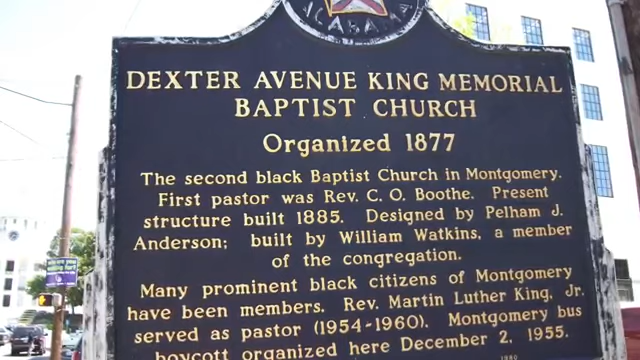 ALABAMA
DEXTER AVENUE KING MEMORIAL
BAPTIST CHURCH
Organized 1877
The second black Baptist Church in Montgomery.
First pastor was Rev. C. O. Boothe. Present
structure built 1885. Designed by Pelham J.
Anderson; built by William Watkins, a member
of the congregation.
Many prominent black citizens of Montgomery
have been members. Rev. Martin Luther King, Jr.
served as pastor (1954-1960). Montgomery bus
boycott organized here December 2, 1955.